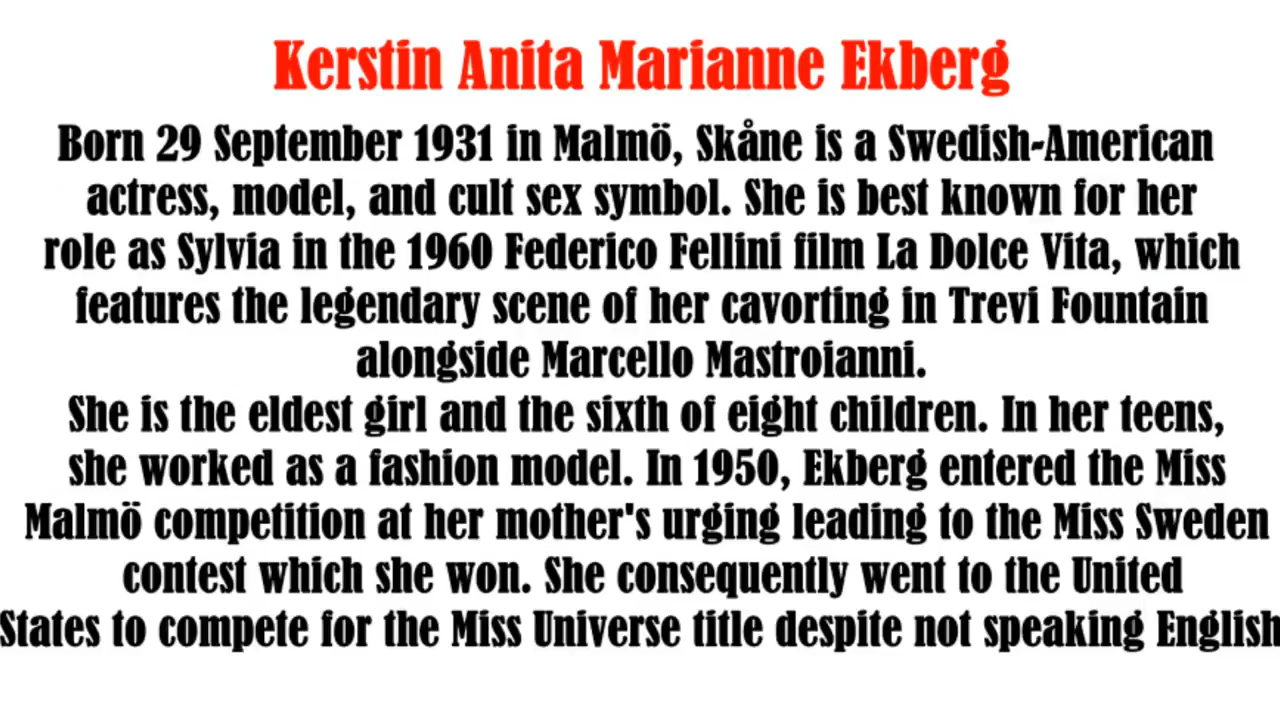 Kerstin Anita Marianne Ekberg
Born 29 September 1931 in Malmö, Skåne is a Swedish-American
actress, model, and cult sex symbol. She is best known for her
role as Sylvia in the 1960 Federico Fellini film La Dolce Vita, which
features the legendary scene of her cavorting in Trevi Fountain
alongside Marcello Mastroianni.
She is the eldest girl and the sixth of eight children. In her teens,
she worked as a fashion model. In 1950, Ekberg entered the Miss
Malmö competition at her mother's urging leading to the Miss Sweden
contest which she won. She consequently went to the United
States to compete for the Miss Universe title despite not speaking English